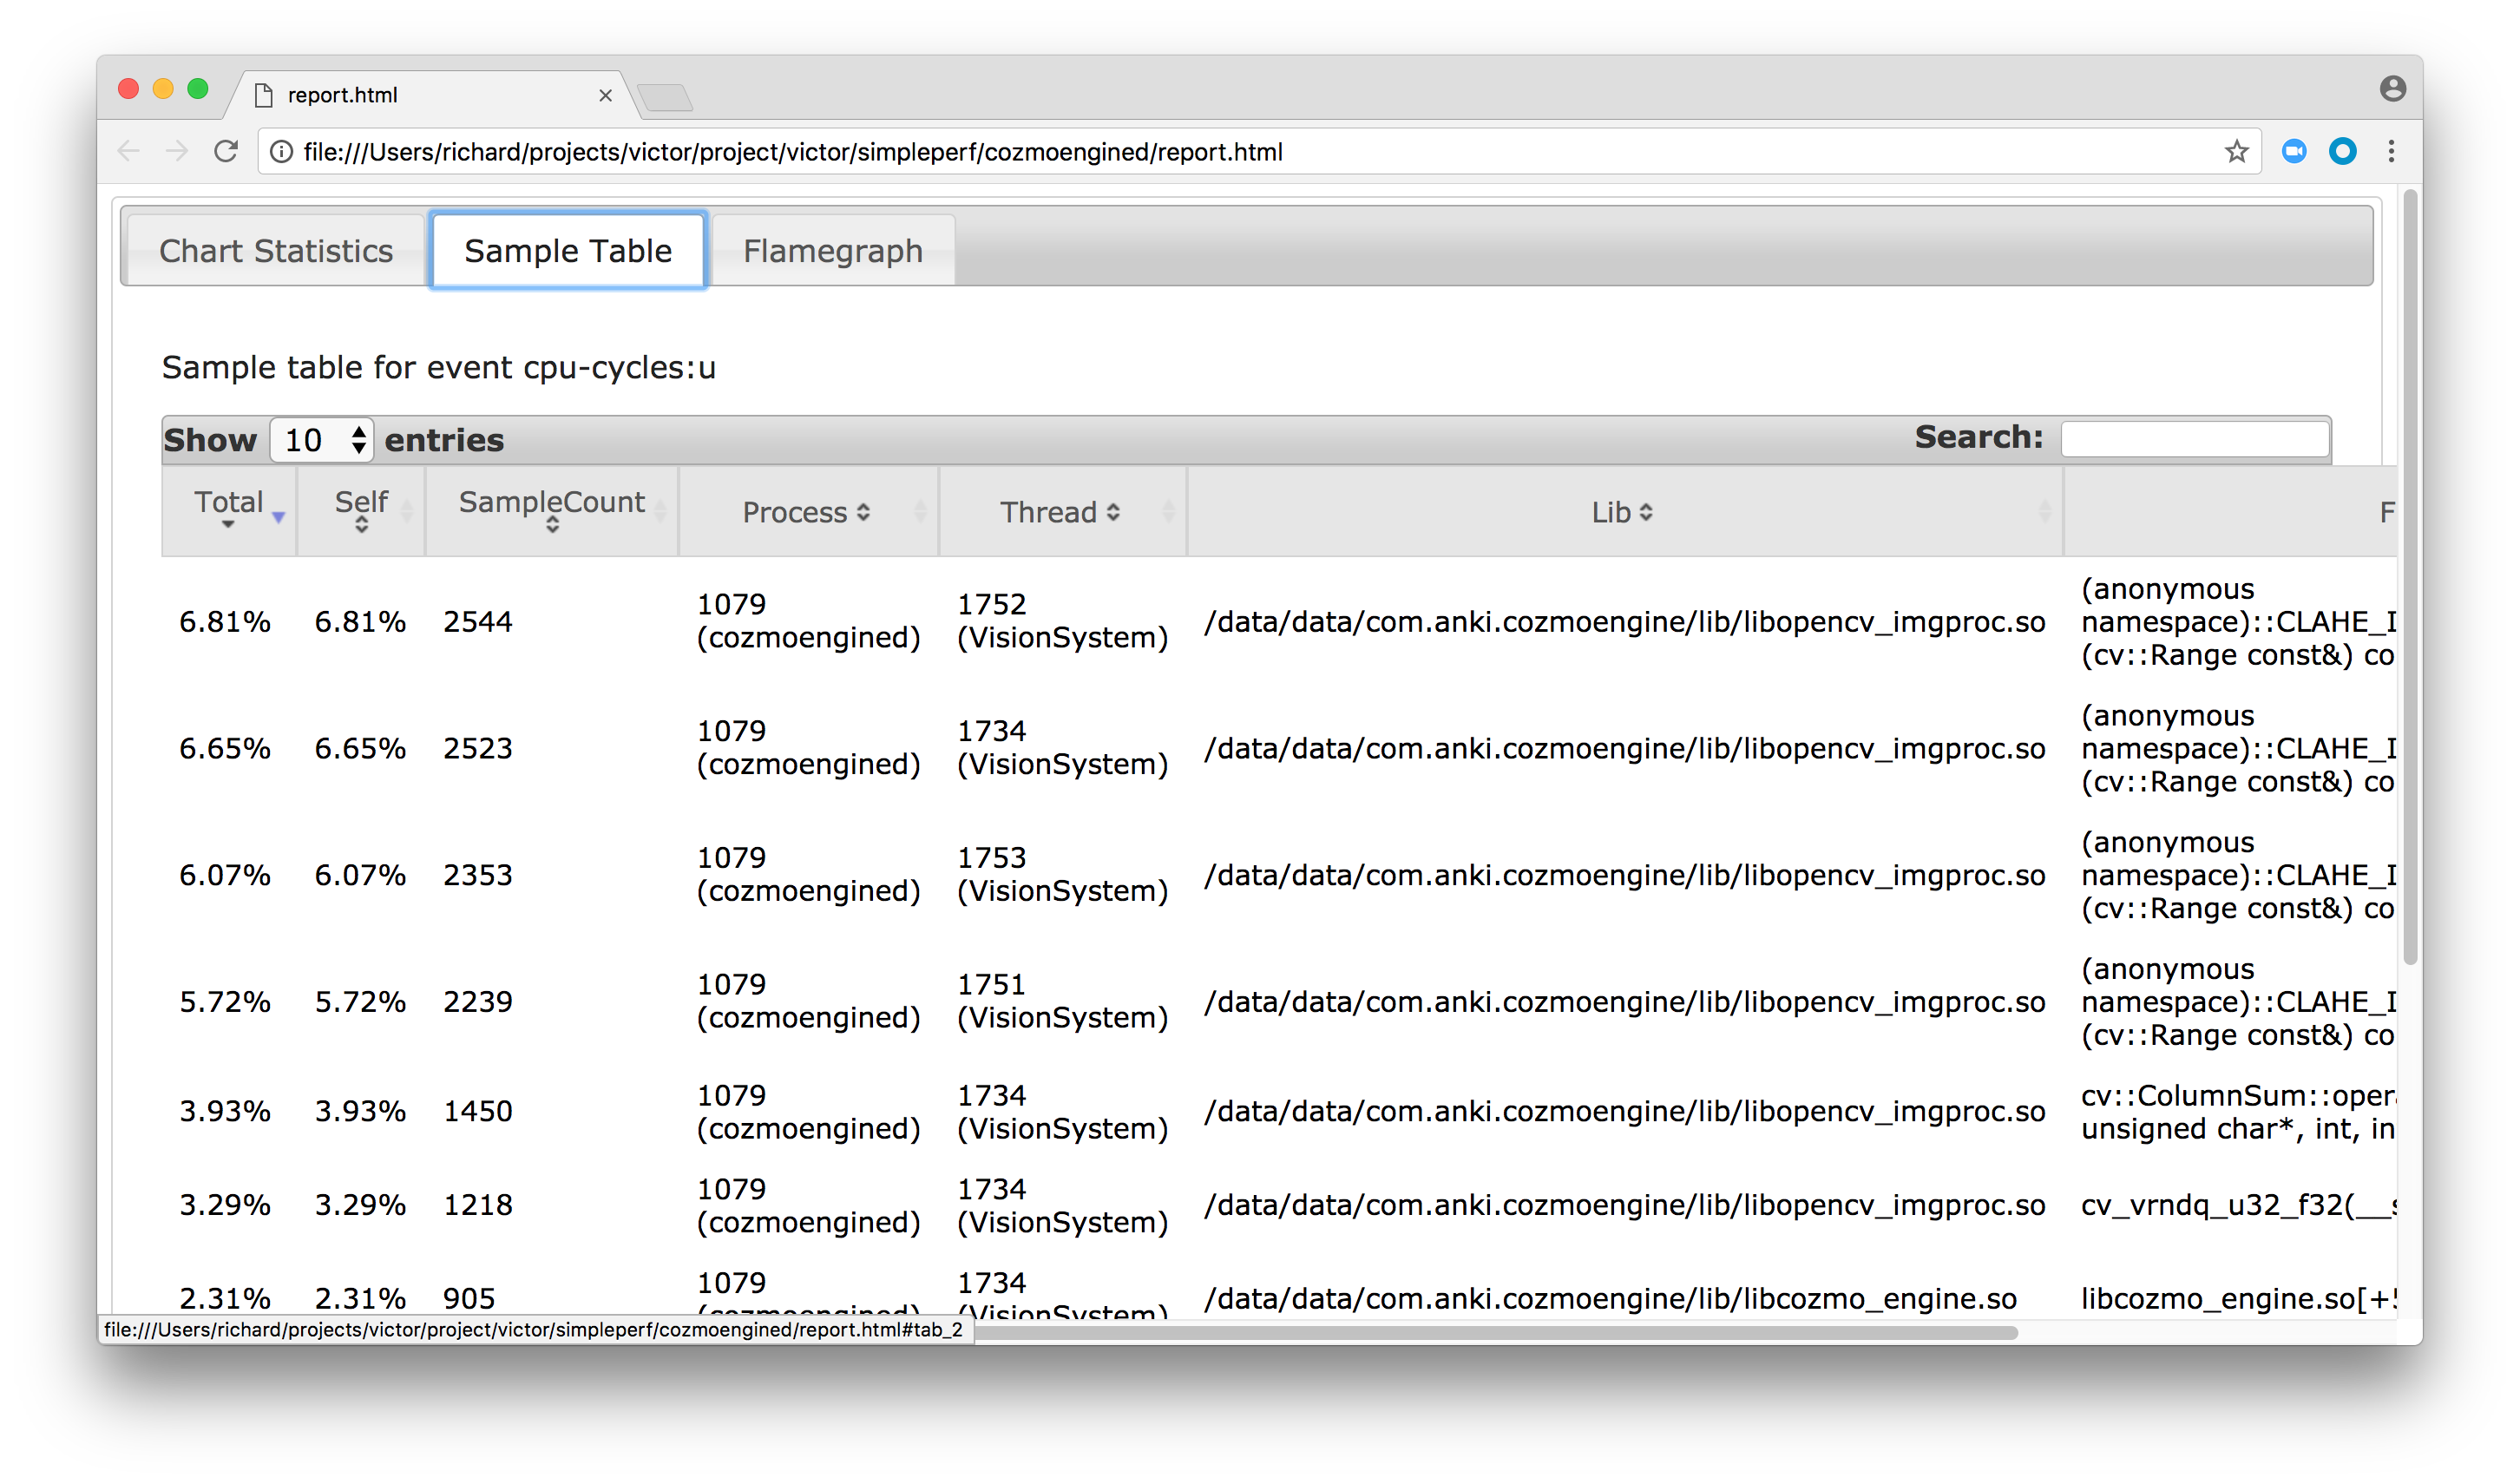 report.html
file:///Users/richard/projects/victor/project/victor/simpleperf/cozmoengined/report.html
Chart Statistics Sample Table Flamegraph
Sample table for event cpu-cycles:u
Show 10 entries Search:
Total Self SampleCount Process Thread Lib F
6.81% 6.81% 2544 1079 (cozmoengined) 1752 (VisionSystem) /data/data/com.anki.cozmoengine/lib/libopencv_imgproc.so (anonymous namespace)::CLAHE_I (cv::Range const&) co
6.65% 6.65% 2523 1079 (cozmoengined) 1734 (VisionSystem) /data/data/com.anki.cozmoengine/lib/libopencv_imgproc.so (anonymous namespace)::CLAHE_I (cv::Range const&) co
6.07% 6.07% 2353 1079 (cozmoengined) 1753 (VisionSystem) /data/data/com.anki.cozmoengine/lib/libopencv_imgproc.so (anonymous namespace)::CLAHE_I (cv::Range const&) co
5.72% 5.72% 2239 1079 (cozmoengined) 1751 (VisionSystem) /data/data/com.anki.cozmoengine/lib/libopencv_imgproc.so (anonymous namespace)::CLAHE_I (cv::Range const&) co
3.93% 3.93% 1450 1079 (cozmoengined) 1734 (VisionSystem) /data/data/com.anki.cozmoengine/lib/libopencv_imgproc.so cv::ColumnSum::oper unsigned char*, int, in
3.29% 3.29% 1218 1079 (cozmoengined) 1734 (VisionSystem) /data/data/com.anki.cozmoengine/lib/libopencv_imgproc.so cv_vrndq_u32_f32(__s
2.31% 2.31% 905 1079 (cozmoengined) 1734 (VisionSystem) /data/data/com.anki.cozmoengine/lib/libcozmo_engine.so libcozmo_engine.so[+5
file:///Users/richard/projects/victor/project/victor/simpleperf/cozmoengined/report.html#tab_2